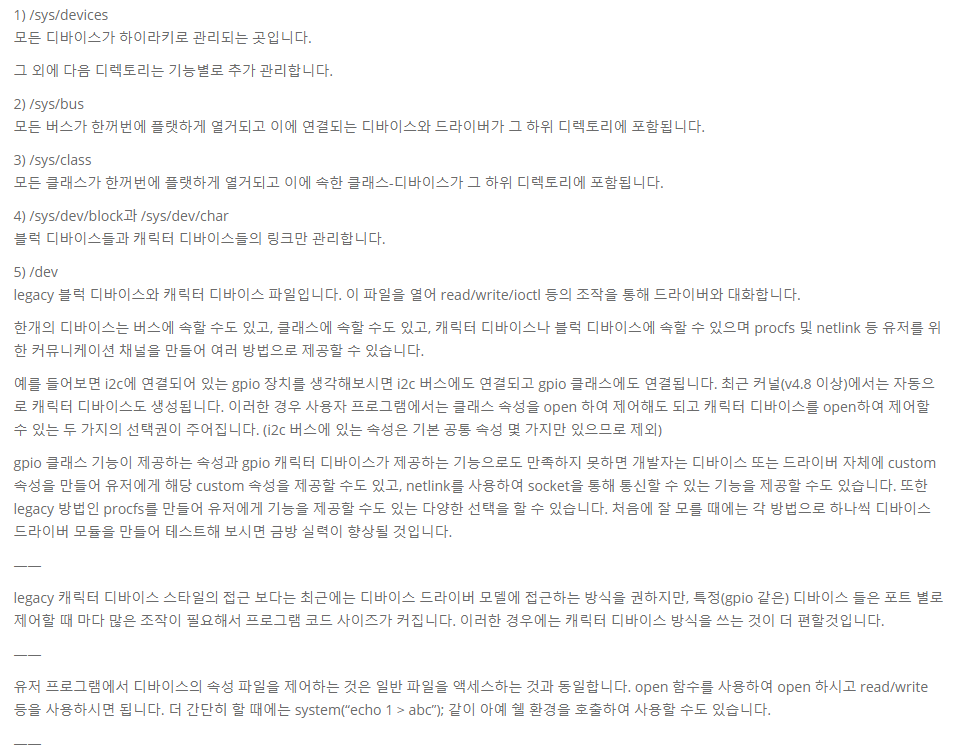 1) /sys/devices
모든 디바이스가 하이라키로 관리되는 곳입니다.
그 외에 다음 디렉토리는 기능별로 추가 관리합니다.
2) /sys/bus
모든 버스가 한꺼번에 플랫하게 열거되고 이에 연결되는 디바이스와 드라이버가 그 하위 디렉토리에 포함됩니다.
3) /sys/class
모든 클래스가 한꺼번에 플랫하게 열거되고 이에 속한 클래스-디바이스가 그 하위 디렉토리에 포함됩니다.
4) /sys/dev/block과 /sys/dev/char
블럭 디바이스들과 캐릭터 디바이스들의 링크만 관리합니다.
5) /dev
legacy 블럭 디바이스와 캐릭터 디바이스 파일입니다. 이 파일을 열어 read/write/ioctl 등의 조작을 통해 드라이버와 대화합니다.
한개의 디바이스는 버스에 속할 수도 있고, 클래스에 속할 수도 있고, 캐릭터 디바이스나 블럭 디바이스에 속할 수 있으며 procfs 및 netlink 등 유저를 위
한 커뮤니케이션 채널을 만들어 여러 방법으로 제공할 수 있습니다.
예를 들어보면 i2c에 연결되어 있는 gpio 장치를 생각해보시면 i2c 버스에도 연결되고 gpio 클래스에도 연결됩니다. 최근 커널(v4.8 이상)에서는 자동으
로 캐릭터 디바이스도 생성됩니다. 이러한 경우 사용자 프로그램에서는 클래스 속성을 open 하여 제어해도 되고 캐릭터 디바이스를 open하여 제어할
수 있는 두 가지의 선택권이 주어집니다. (i2c 버스에 있는 속성은 기본 공통 속성 몇 가지만 있으므로 제외)
gpio 클래스 기능이 제공하는 속성과 gpio 캐릭터 디바이스가 제공하는 기능으로도 만족하지 못하면 개발자는 디바이스 또는 드라이버 자체에 custom
속성을 만들어 유저에게 해당 custom 속성을 제공할 수도 있고, netlink를 사용하여 socket을 통해 통신할 수 있는 기능을 제공할 수도 있습니다. 또한
legacy 방법인 procfs를 만들어 유저에게 기능을 제공할 수도 있는 다양한 선택을 할 수 있습니다. 처음에 잘 모를 때에는 각 방법으로 하나씩 디바이스
드라이버 모듈을 만들어 테스트해 보시면 금방 실력이 향상될 것입니다.
——
legacy 캐릭터 디바이스 스타일의 접근 보다는 최근에는 디바이스 드라이버 모델에 접근하는 방식을 권하지만, 특정(gpio 같은) 디바이스 들은 포트 별로
제어할 때 마다 많은 조작이 필요해서 프로그램 코드 사이즈가 커집니다. 이러한 경우에는 캐릭터 디바이스 방식을 쓰는 것이 더 편할것입니다.
——
유저 프로그램에서 디바이스의 속성 파일을 제어하는 것은 일반 파일을 액세스하는 것과 동일합니다. open 함수를 사용하여 open 하시고 read/write
등을 사용하시면 됩니다. 더 간단히 할 때에는 system(“echo 1 > abc”); 같이 아예 쉘 환경을 호출하여 사용할 수도 있습니다.
——